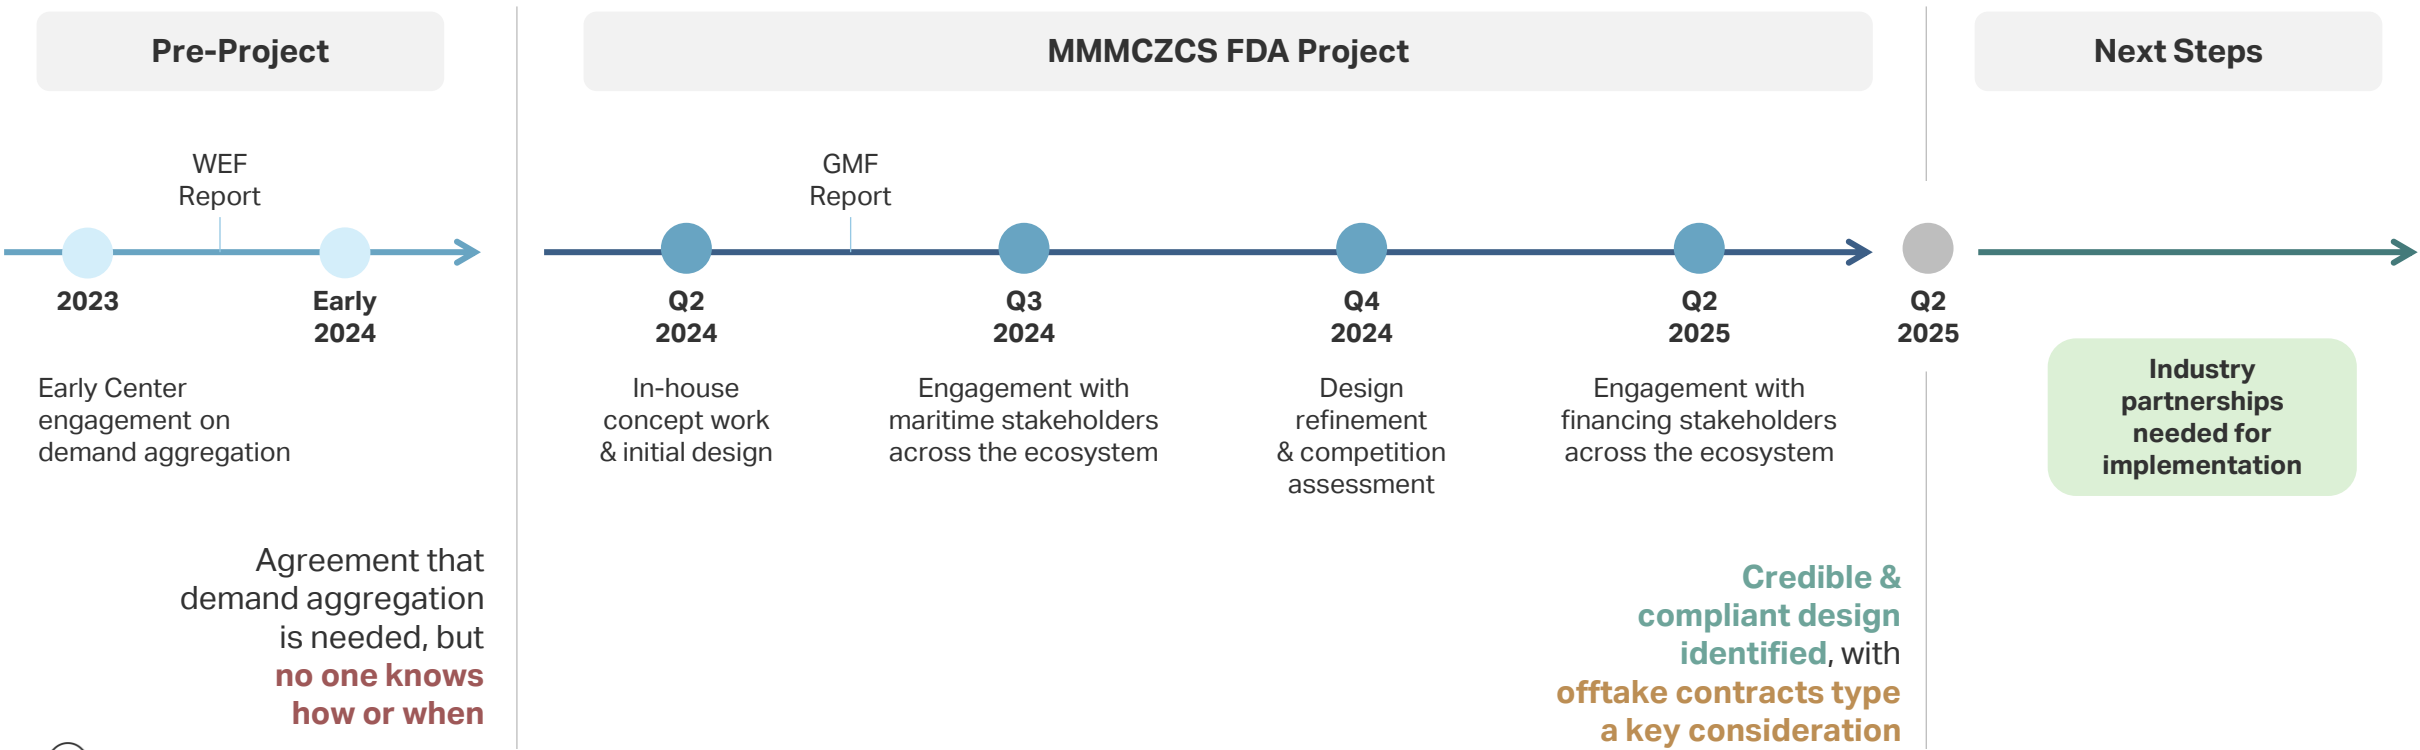 Pre-Project
MMMCZCS FDA Project
Next Steps
WEF
Report
GMF
Report
2023
Early
2024
Q2
2024
Q3
2024
Q4
2024
Q2
2025
Q2
2025
Early Center
engagement on
demand aggregation
In-house
concept work
& initial design
Engagement with
maritime stakeholders
across the ecosystem
Design
refinement
& competition
assessment
Engagement with
financing stakeholders
across the ecosystem
Industry
partnerships
needed for
implementation
Agreement that
demand aggregation
is needed, but
no one knows
how or when
Credible &
compliant design
identified, with
offtake contracts type
a key consideration